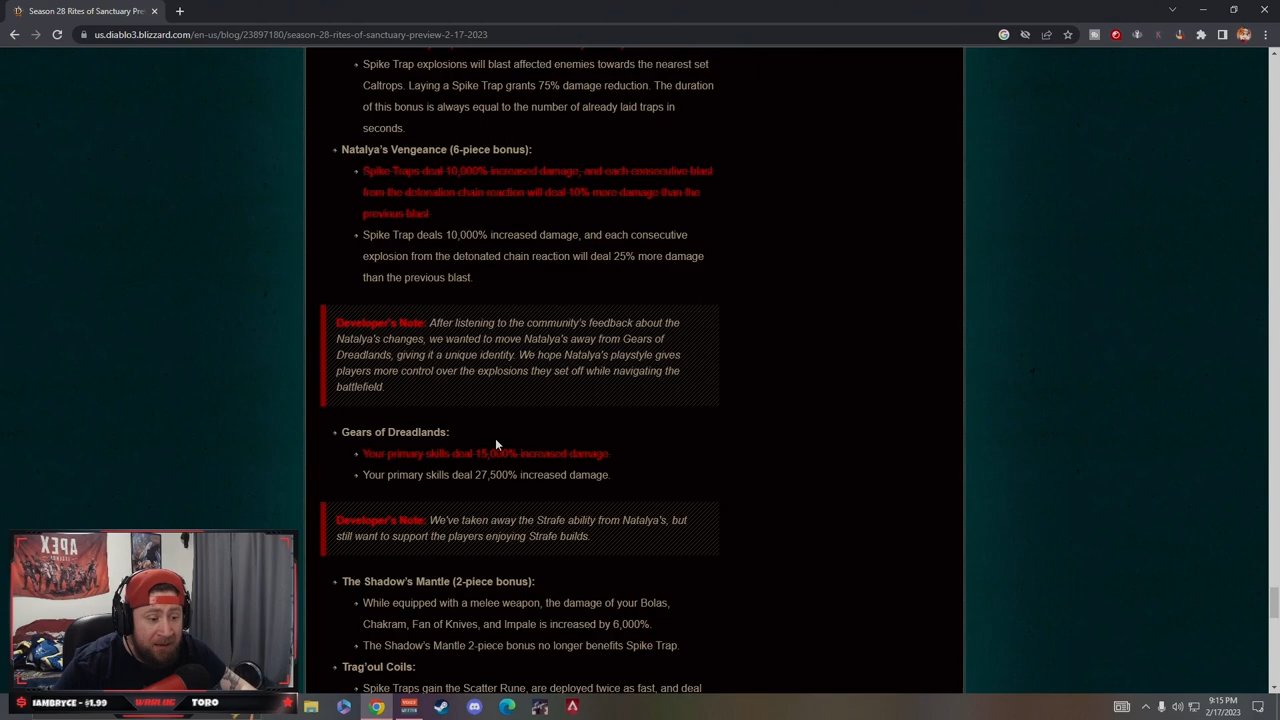 Season 28 Rites of Sanctuary Pre
us.diablo3.blizzard.com/en-us/blog/23897180/season-28-rites-of-sanctuary-preview-2-17-2023
Spike Trap explosions will blast affected enemies towards the nearest set
Caltrops. Laying a Spike Trap grants 75% damage reduction. The duration
of this bonus is always equal to the number of already laid traps in
seconds.
Natalya's Vengeance (6-piece bonus):
Spike Traps deal 10,000% increased damage, and each consecutive blast
from the detonation chain reaction will deal 10% more damage than the
previous blast
Spike Trap deals 10,000% increased damage, and each consecutive
explosion from the detonated chain reaction will deal 25% more damage
than the previous blast.
Developer's Note: After listening to the community's feedback about the
Natalya's changes, we wanted to move Natalya's away from Gears of
Dreadlands, giving it a unique identity. We hope Natalya's playstyle gives
players more control over the explosions they set off while navigating the
battlefield.
Gears of Dreadlands:
Your primary skills deal 15,000% increased damage.
Your primary skills deal 27,500% increased damage.
Developer's Note: We've taken away the Strafe ability from Natalya's, but
still want to support the players enjoying Strafe builds.
The Shadow's Mantle (2-piece bonus):
While equipped with a melee weapon, the damage of your Bolas,
Chakram, Fan of Knives, and Impale is increased by 6,000%.
The Shadow's Mantle 2-piece bonus no longer benefits Spike Trap.
Trag'oul Coils:
Spike Traps gain the Scatter Rune, are deployed twice as fast, and deal
APEX
IAMBRYCE - $1.99
TORO
9:15 PM
2/17/2023